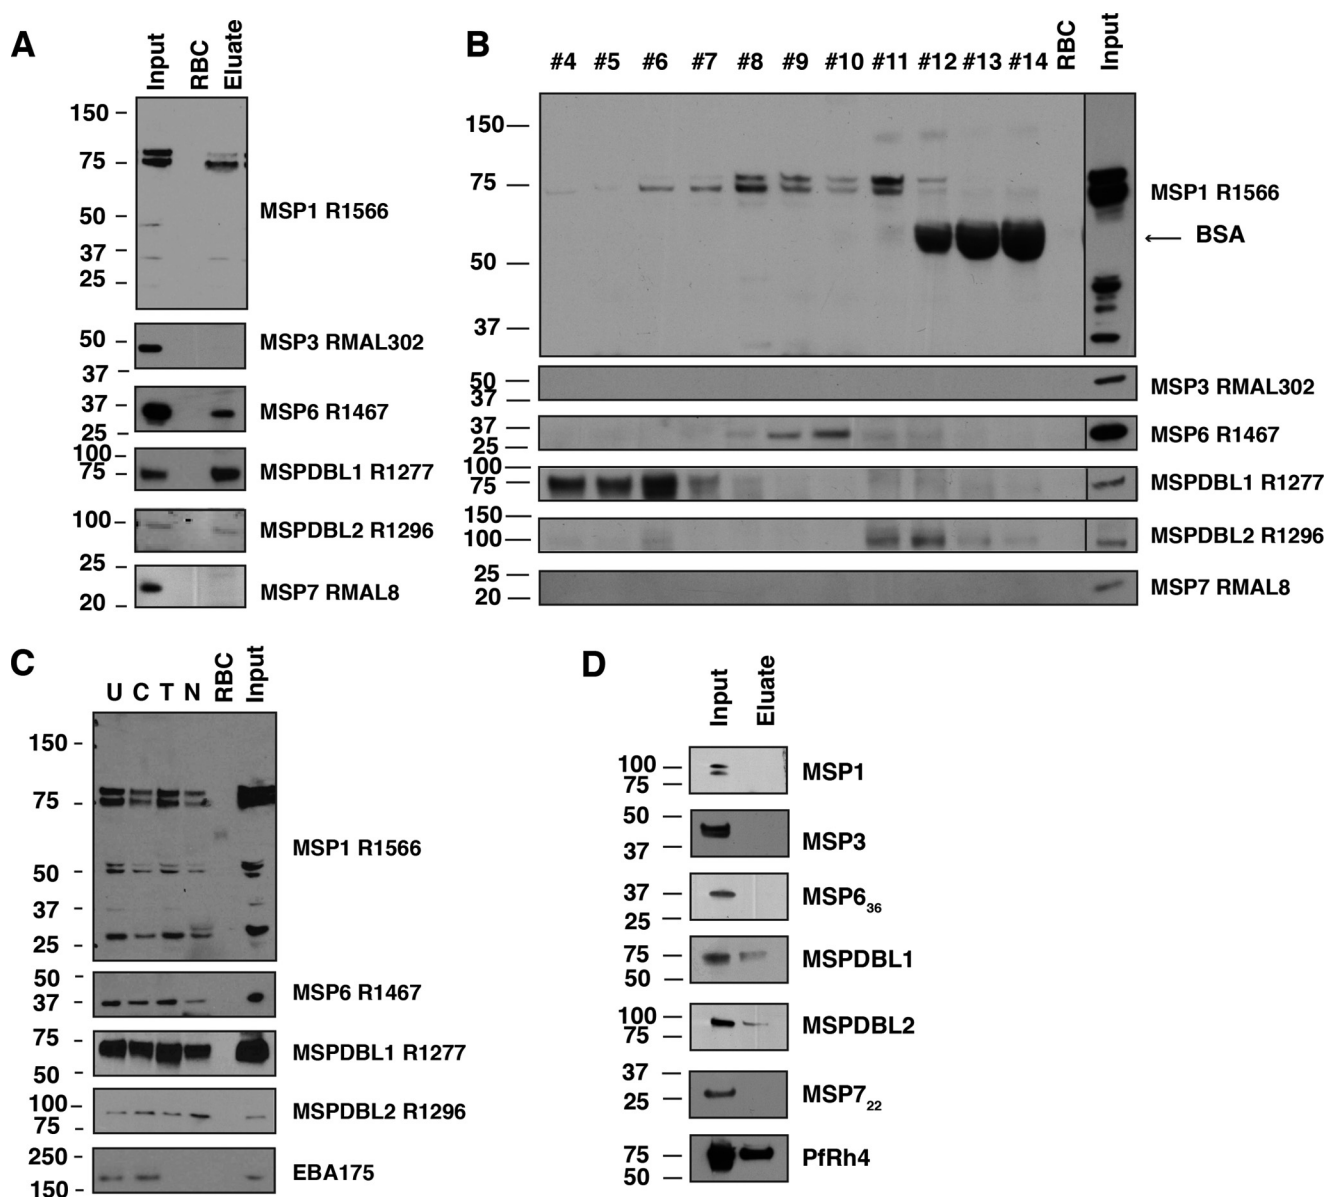 A
Input RBC Eluate
150
75
50
37
25
MSP1 R1566
50
37
MSP3 RMAL302
37
25
MSP6 R1467
100
75
MSPDBL1 R1277
100
MSPDBL2 R1296
25
20
MSP7 RMAL8
B
#4 #5 #6 #7 #8 #9 #10 #11 #12 #13 #14 RBC Input
150
75
50
37
MSP1 R1566
← BSA
50
37
MSP3 RMAL302
37
25
MSP6 R1467
100
75
MSPDBL1 R1277
150
100
MSPDBL2 R1296
25
20
MSP7 RMAL8
C
U C T N RBC Input
150
75
50
37
25
MSP1 R1566
50
37
MSP6 R1467
75
50
MSPDBL1 R1277
100
75
MSPDBL2 R1296
250
150
EBA175
D
Input Eluate
100
75
MSP1
50
37
MSP3
37
25
MSP6₃₆
75
50
MSPDBL1
100
75
MSPDBL2
37
25
MSP7₂₂
75
50
PfRh4